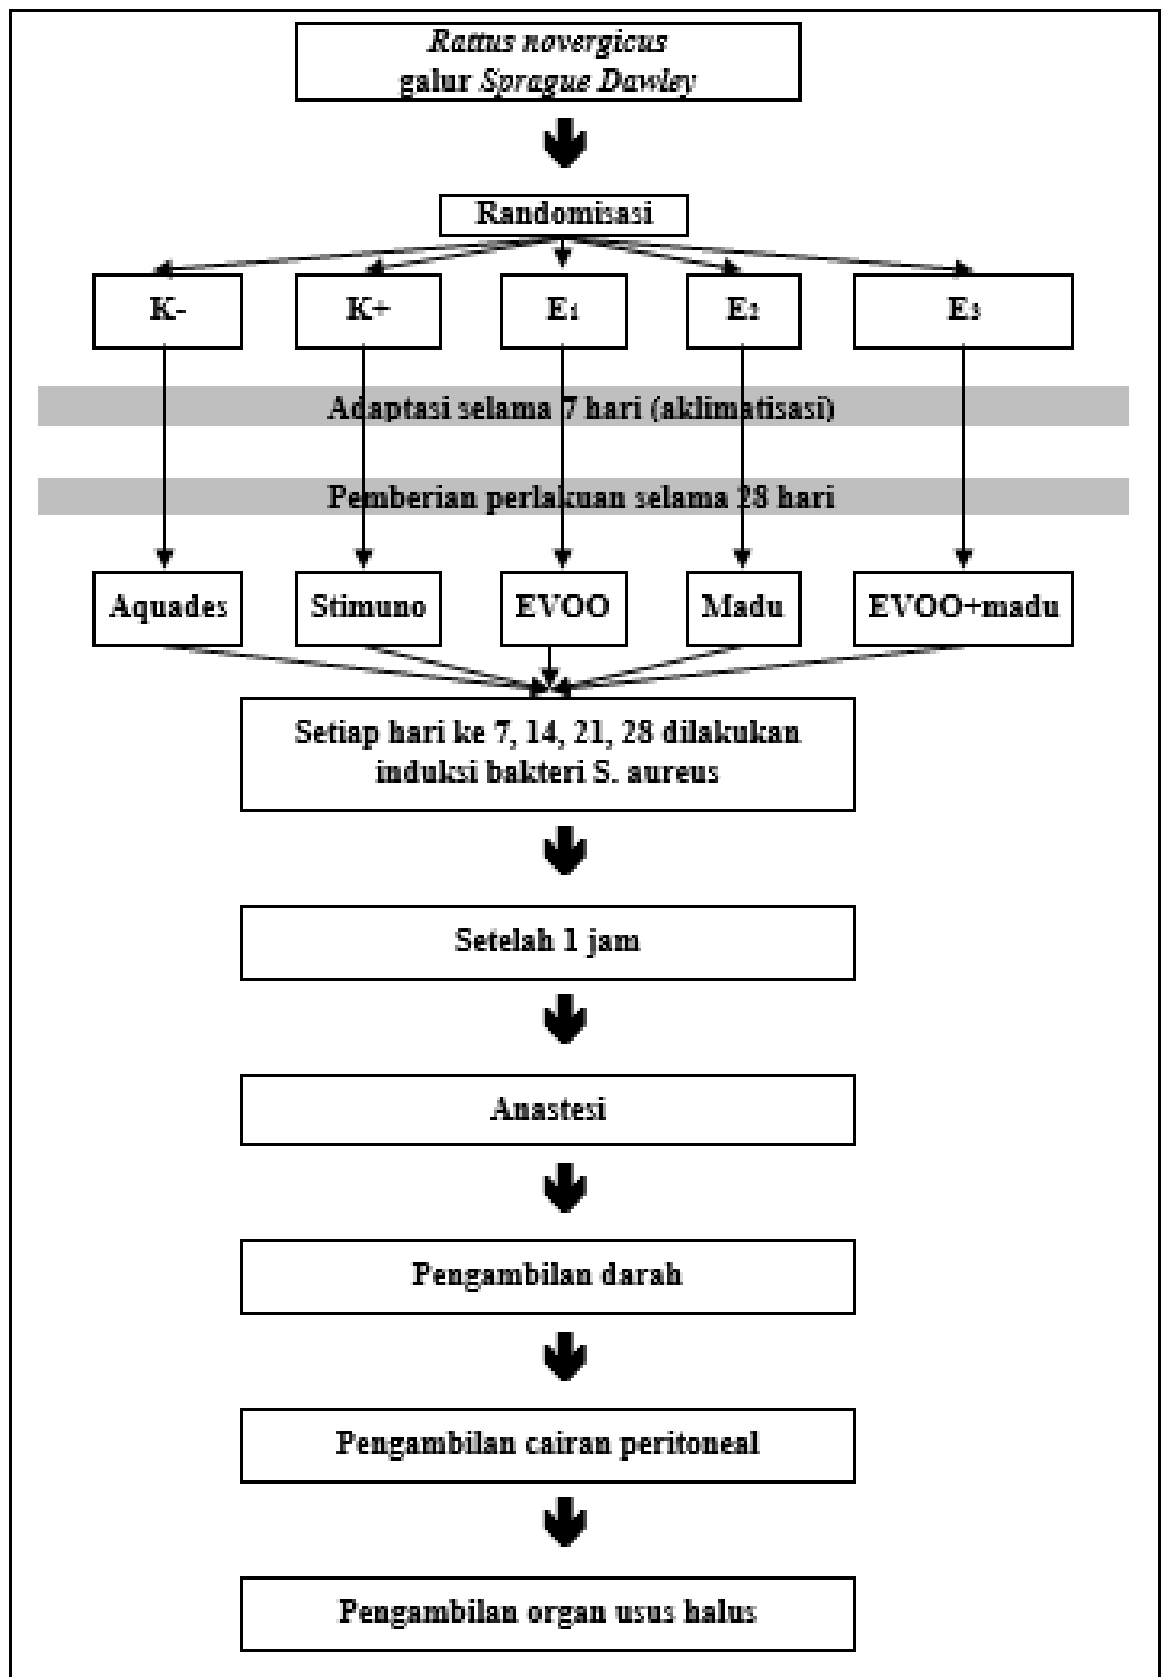 Rattus novergicus
galur Sprague Dawley
Randomisasi
K-
K+
E1
E2
E3
Adaptasi selama 7 hari (aklimatisasi)
Pemberian perlakuan selama 28 hari
Aquades
Stimuno
EVOO
Madu
EVOO+madu
Setiap hari ke 7, 14, 21, 28 dilakukan
induksi bakteri S. aureus
Setelah 1 jam
Anastesi
Pengambilan darah
Pengambilan cairan peritoneal
Pengambilan organ usus halus